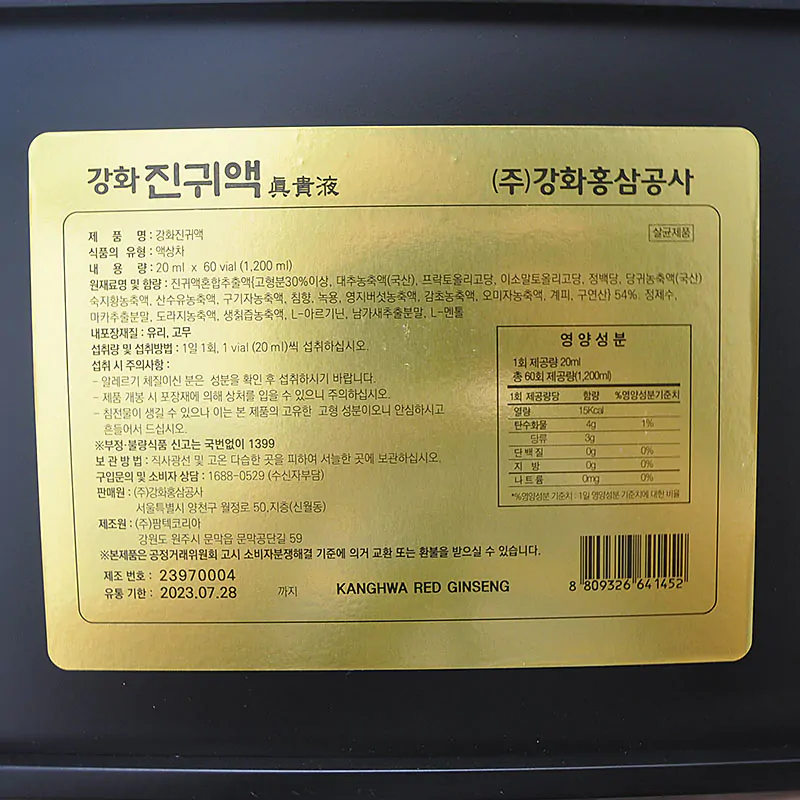 강화 진귀액 眞貴液
(주)강화홍삼공사
제 품 명 : 강화진귀액
살균제품
식품의 유형 : 액상차
내 용 량 : 20 ml x 60 vial (1,200 ml)
원재료명 및 함량 : 진귀액혼합추출액{고형분30%이상, 대추농축액(국산), 프락토올리고당, 이소말토올리고당, 정백당, 당귀농축액(국산)
숙지황농축액, 산수유농축액, 구기자농축액, 침향, 녹용, 영지버섯농축액, 감초농축액, 오미자농축액, 계피, 구연산} 54%. 정제수,
마카추출분말, 도라지농축액, 생칡즙농축액, L-아르기닌, 남가새추출분말, L-멘톨
내포장재질 : 유리, 고무
섭취량 및 섭취방법 : 1일 1회, 1 vial (20 ml)씩 섭취하십시오.
섭취 시 주의사항 :
- 알레르기 체질이신 분은 성분을 확인 후 섭취하시기 바랍니다.
- 제품 개봉 시 포장재에 의해 상처를 입을 수 있으니 주의하십시오.
- 침전물이 생길 수 있으나 이는 본 제품의 고유한 고형 성분이오니 안심하시고
흔들어서 드십시오.
※부정·불량식품 신고는 국번없이 1399
보 관 방 법 : 직사광선 및 고온 다습한 곳을 피하여 서늘한 곳에 보관하십시오.
구입문의 및 소비자 상담 : 1688-0529 (수신자부담)
판매원 : (주)강화홍삼공사
서울특별시 양천구 월정로 50,지층(신월동)
제조원 : (주)팜텍코리아
강원도 원주시 문막읍 문막공단길 59
※본제품은 공정거래위원회 고시 소비자분쟁해결 기준에 의거 교환 또는 환불을 받으실 수 있습니다.
제조 번호 : 23970004
유통 기한 : 2023.07.28 까지
KANGHWA RED GINSENG
영 양 성 분
1회 제공량 20ml
총 60회 제공량(1,200ml)
1회 제공량당 함량 %영양성분기준치
열량 15Kcal
탄수화물 4g 1%
당류 3g
단 백 질 0g 0%
지 방 0g 0%
나 트 륨 0mg 0%
*%영양성분 기준치 : 1일 영양성분 기준치에 대한 비율
8 809326 641452